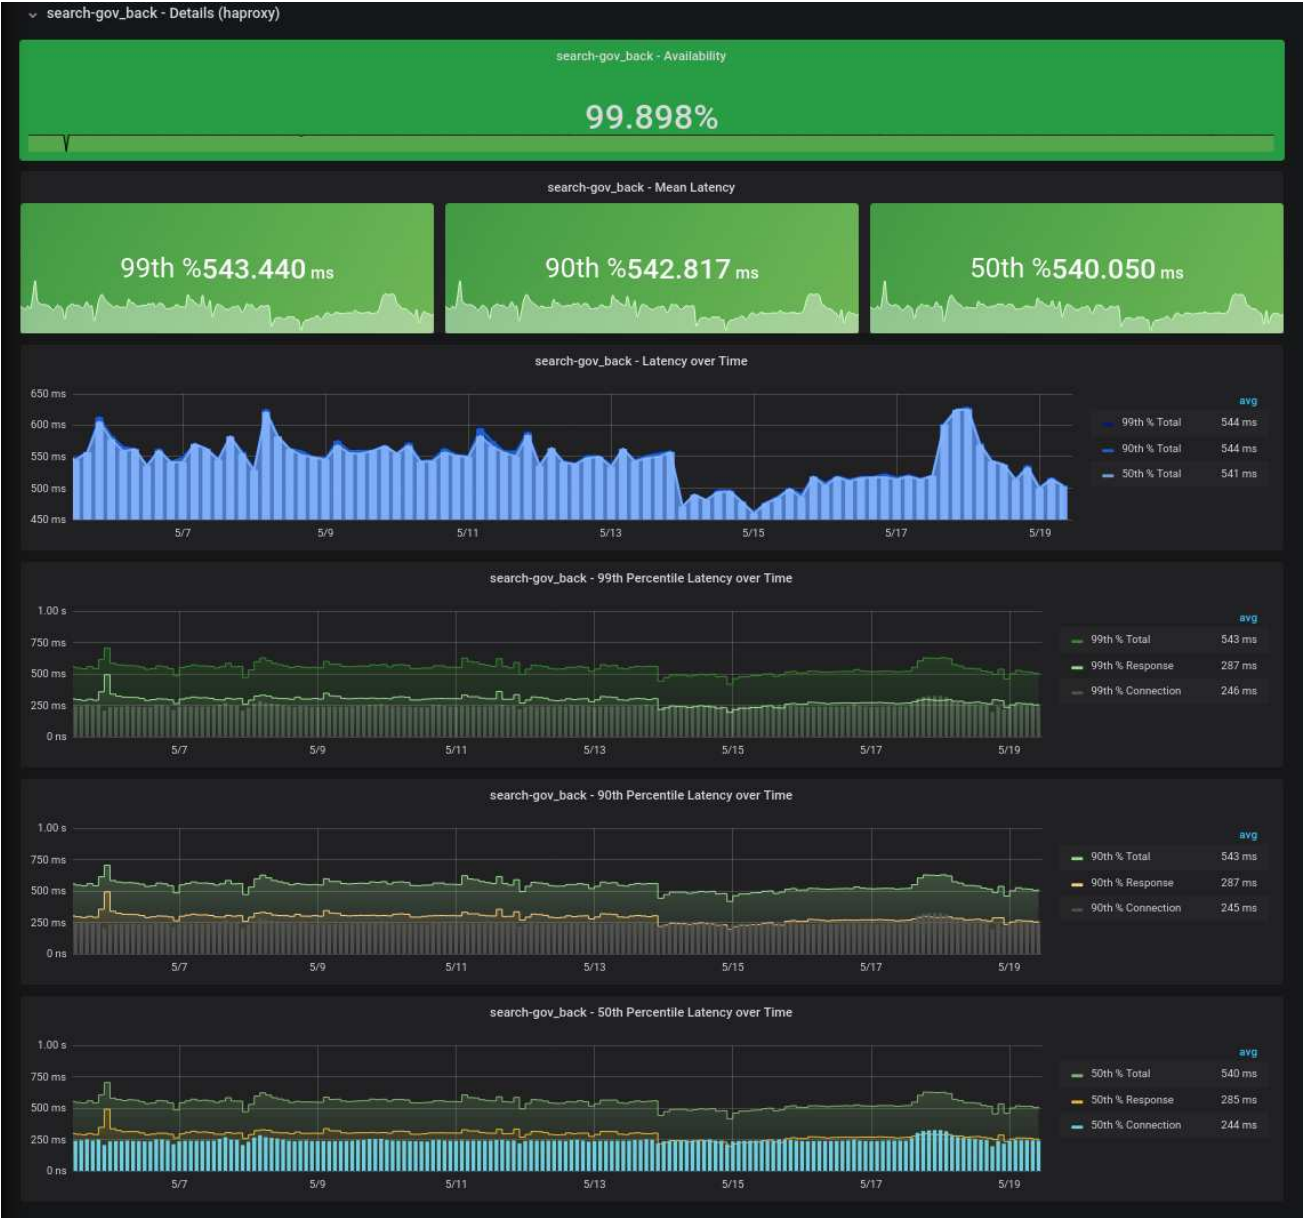 search-gov_back - Details (haproxy)
search-gov_back - Availability
99.898%
search-gov_back - Mean Latency
99th %543.440 ms
90th %542.817 ms
50th %540.050 ms
search-gov_back - Latency over Time
650 ms
600 ms
550 ms
500 ms
450 ms
5/7 5/9 5/11 5/13 5/15 5/17 5/19
avg
99th % Total 544 ms
90th % Total 544 ms
50th % Total 541 ms
search-gov_back - 99th Percentile Latency over Time
1.00 s
750 ms
500 ms
250 ms
0 ns
5/7 5/9 5/11 5/13 5/15 5/17 5/19
avg
99th % Total 543 ms
99th % Response 287 ms
99th % Connection 246 ms
search-gov_back - 90th Percentile Latency over Time
1.00 s
750 ms
500 ms
250 ms
0 ns
5/7 5/9 5/11 5/13 5/15 5/17 5/19
avg
90th % Total 543 ms
90th % Response 287 ms
90th % Connection 245 ms
search-gov_back - 50th Percentile Latency over Time
1.00 s
750 ms
500 ms
250 ms
0 ns
5/7 5/9 5/11 5/13 5/15 5/17 5/19
avg
50th % Total 540 ms
50th % Response 285 ms
50th % Connection 244 ms